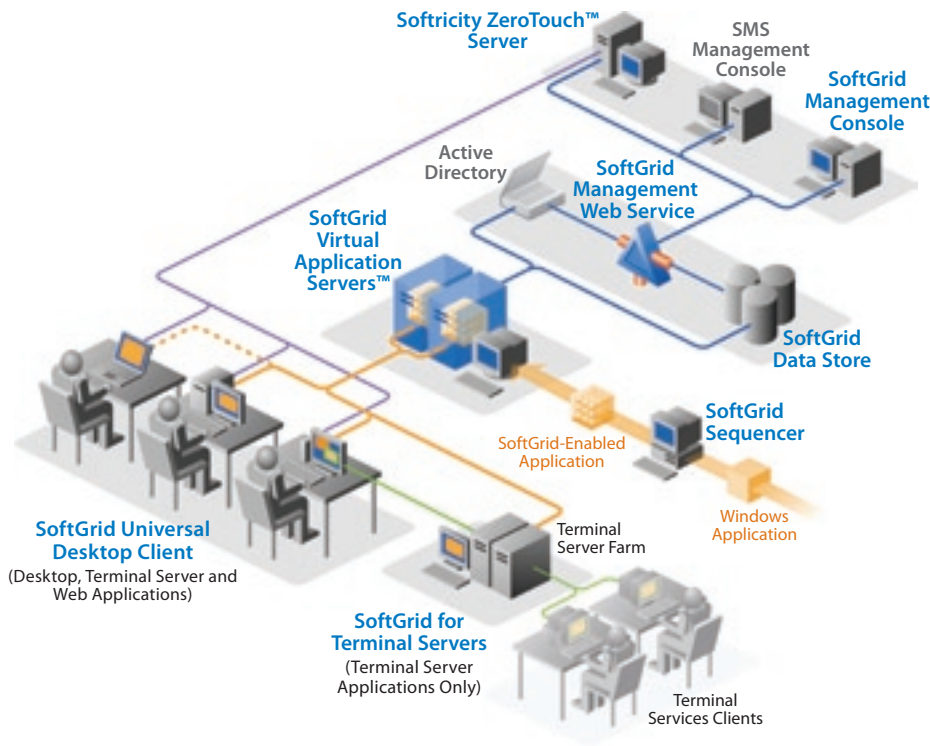 Softricity ZeroTouch™
Server
SMS
Management
Console
SoftGrid
Management
Console
Active
Directory
SoftGrid
Management
Web Service
SoftGrid
Virtual
Application
Servers™
SoftGrid
Data Store
SoftGrid
Sequencer
SoftGrid-Enabled
Application
Windows
Application
SoftGrid Universal
Desktop Client
(Desktop, Terminal Server and
Web Applications)
Terminal
Server Farm
SoftGrid for
Terminal Servers
(Terminal Server
Applications Only)
Terminal
Services Clients